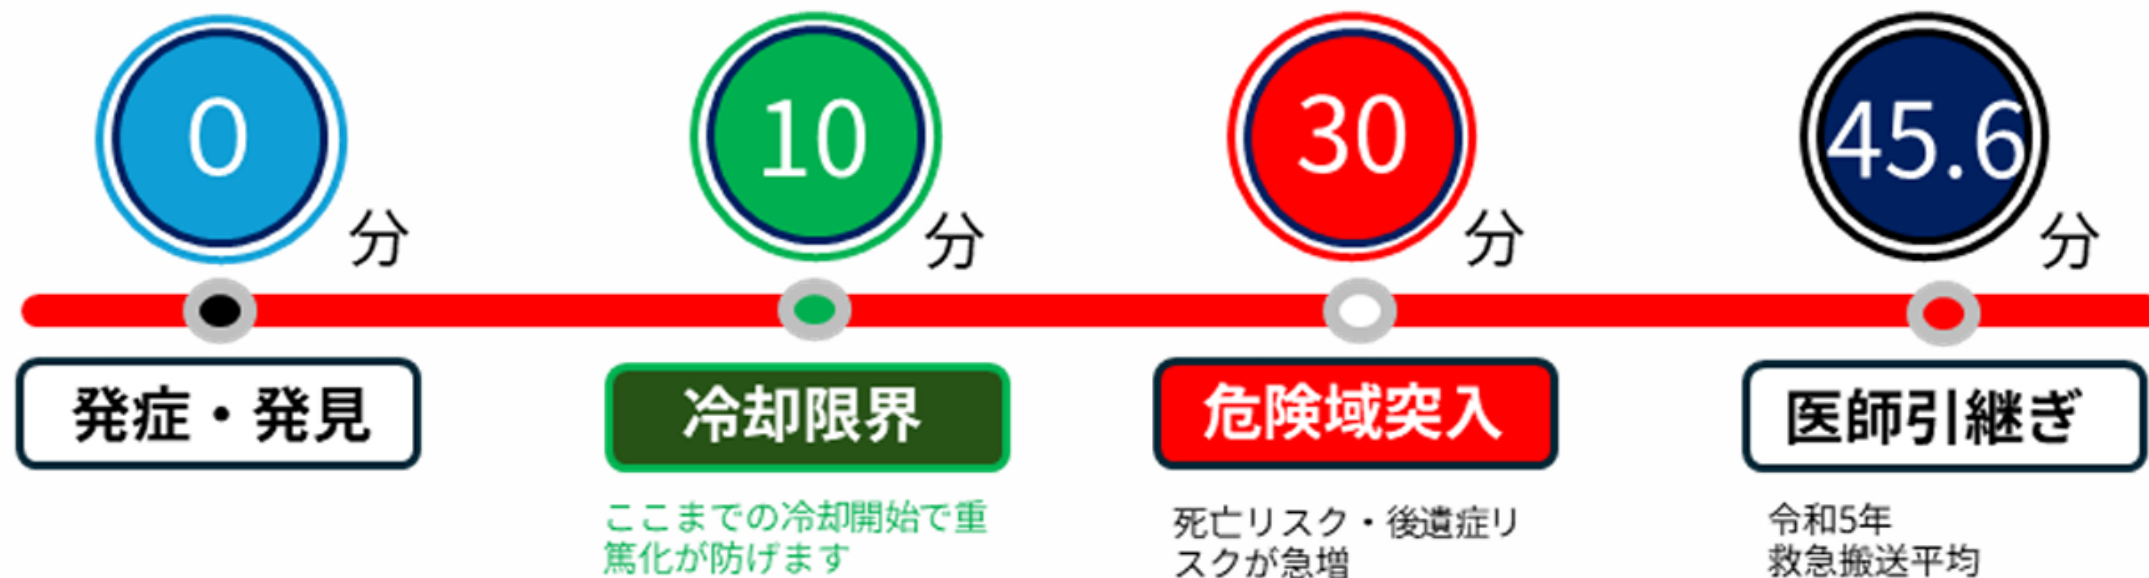 0
分
10
分
30
分
45.6
分
発症・発見
冷却限界
危険域突入
医師引継ぎ
ここまでの冷却開始で重
篤化が防げます
死亡リスク・後遺症リ
スクが急増
令和5年
救急搬送平均